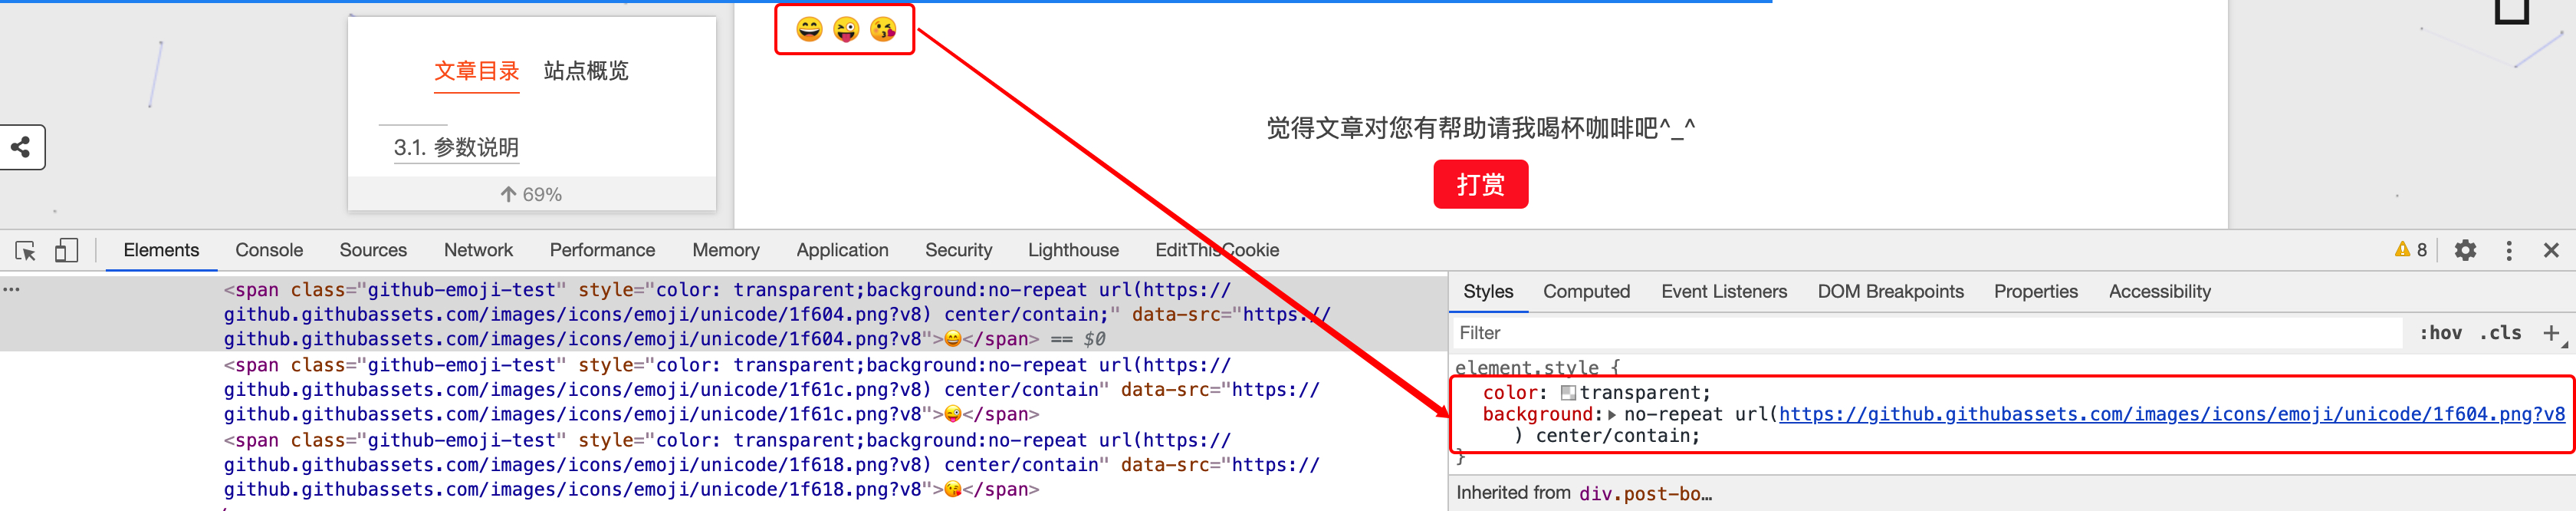 😄 😜 😘
文章目录 站点概览
3.1. 参数说明
69%
觉得文章对您有帮助请我喝杯咖啡吧^_^
打赏
Elements Console Sources Network Performance Memory Application Security Lighthouse EditThisCookie 8
... <span class="github-emoji-test" style="color: transparent;background:no-repeat url(https://
github.githubassets.com/images/icons/emoji/unicode/1f604.png?v8) center/contain;" data-src="https://
github.githubassets.com/images/icons/emoji/unicode/1f604.png?v8">😄</span> == $0
<span class="github-emoji-test" style="color: transparent;background:no-repeat url(https://
github.githubassets.com/images/icons/emoji/unicode/1f61c.png?v8) center/contain" data-src="https://
github.githubassets.com/images/icons/emoji/unicode/1f61c.png?v8">😜</span>
<span class="github-emoji-test" style="color: transparent;background:no-repeat url(https://
github.githubassets.com/images/icons/emoji/unicode/1f618.png?v8) center/contain" data-src="https://
github.githubassets.com/images/icons/emoji/unicode/1f618.png?v8">😘</span>
Styles Computed Event Listeners DOM Breakpoints Properties Accessibility
Filter :hov .cls +
element.style {
color: transparent;
background: no-repeat url(https://github.githubassets.com/images/icons/emoji/unicode/1f604.png?v8
) center/contain;
}
Inherited from div.post-bo…